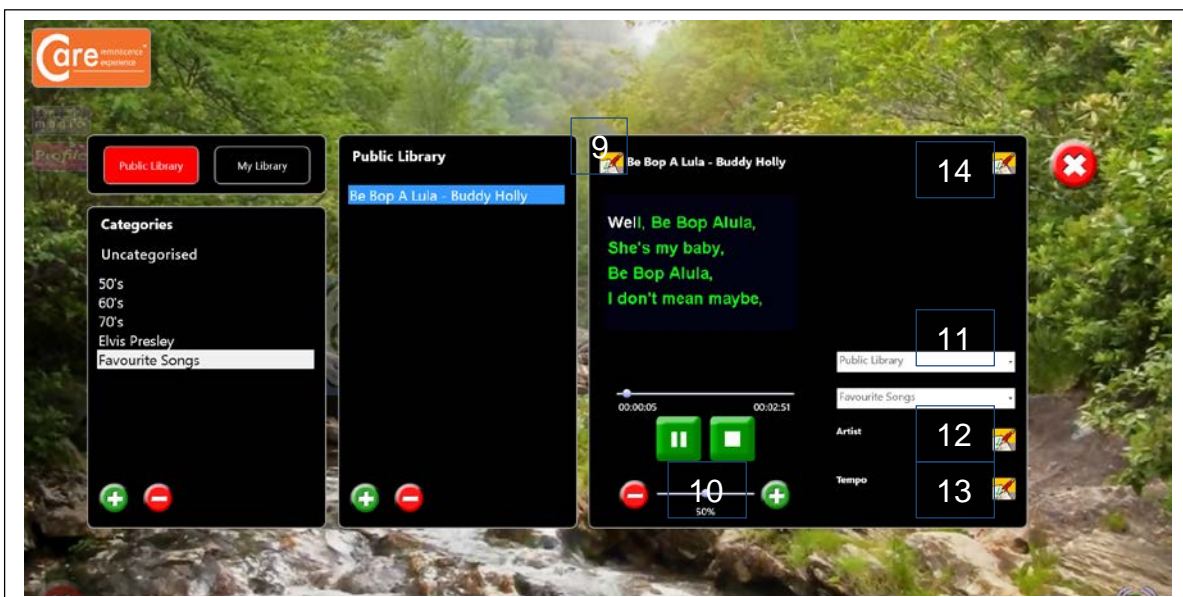 Care reminiscence experience
Profile
Public Library
My Library
Categories
Uncategorised
50's
60's
70's
Elvis Presley
Favourite Songs
Public Library
Be Bop A Lula - Buddy Holly
9
Be Bop A Lula - Buddy Holly
14
Well, Be Bop Alula,
She's my baby,
Be Bop Alula,
I don't mean maybe,
00:00:05
00:02:51
10
50%
11
Public Library
Favourite Songs
Artist
12
Tempo
13